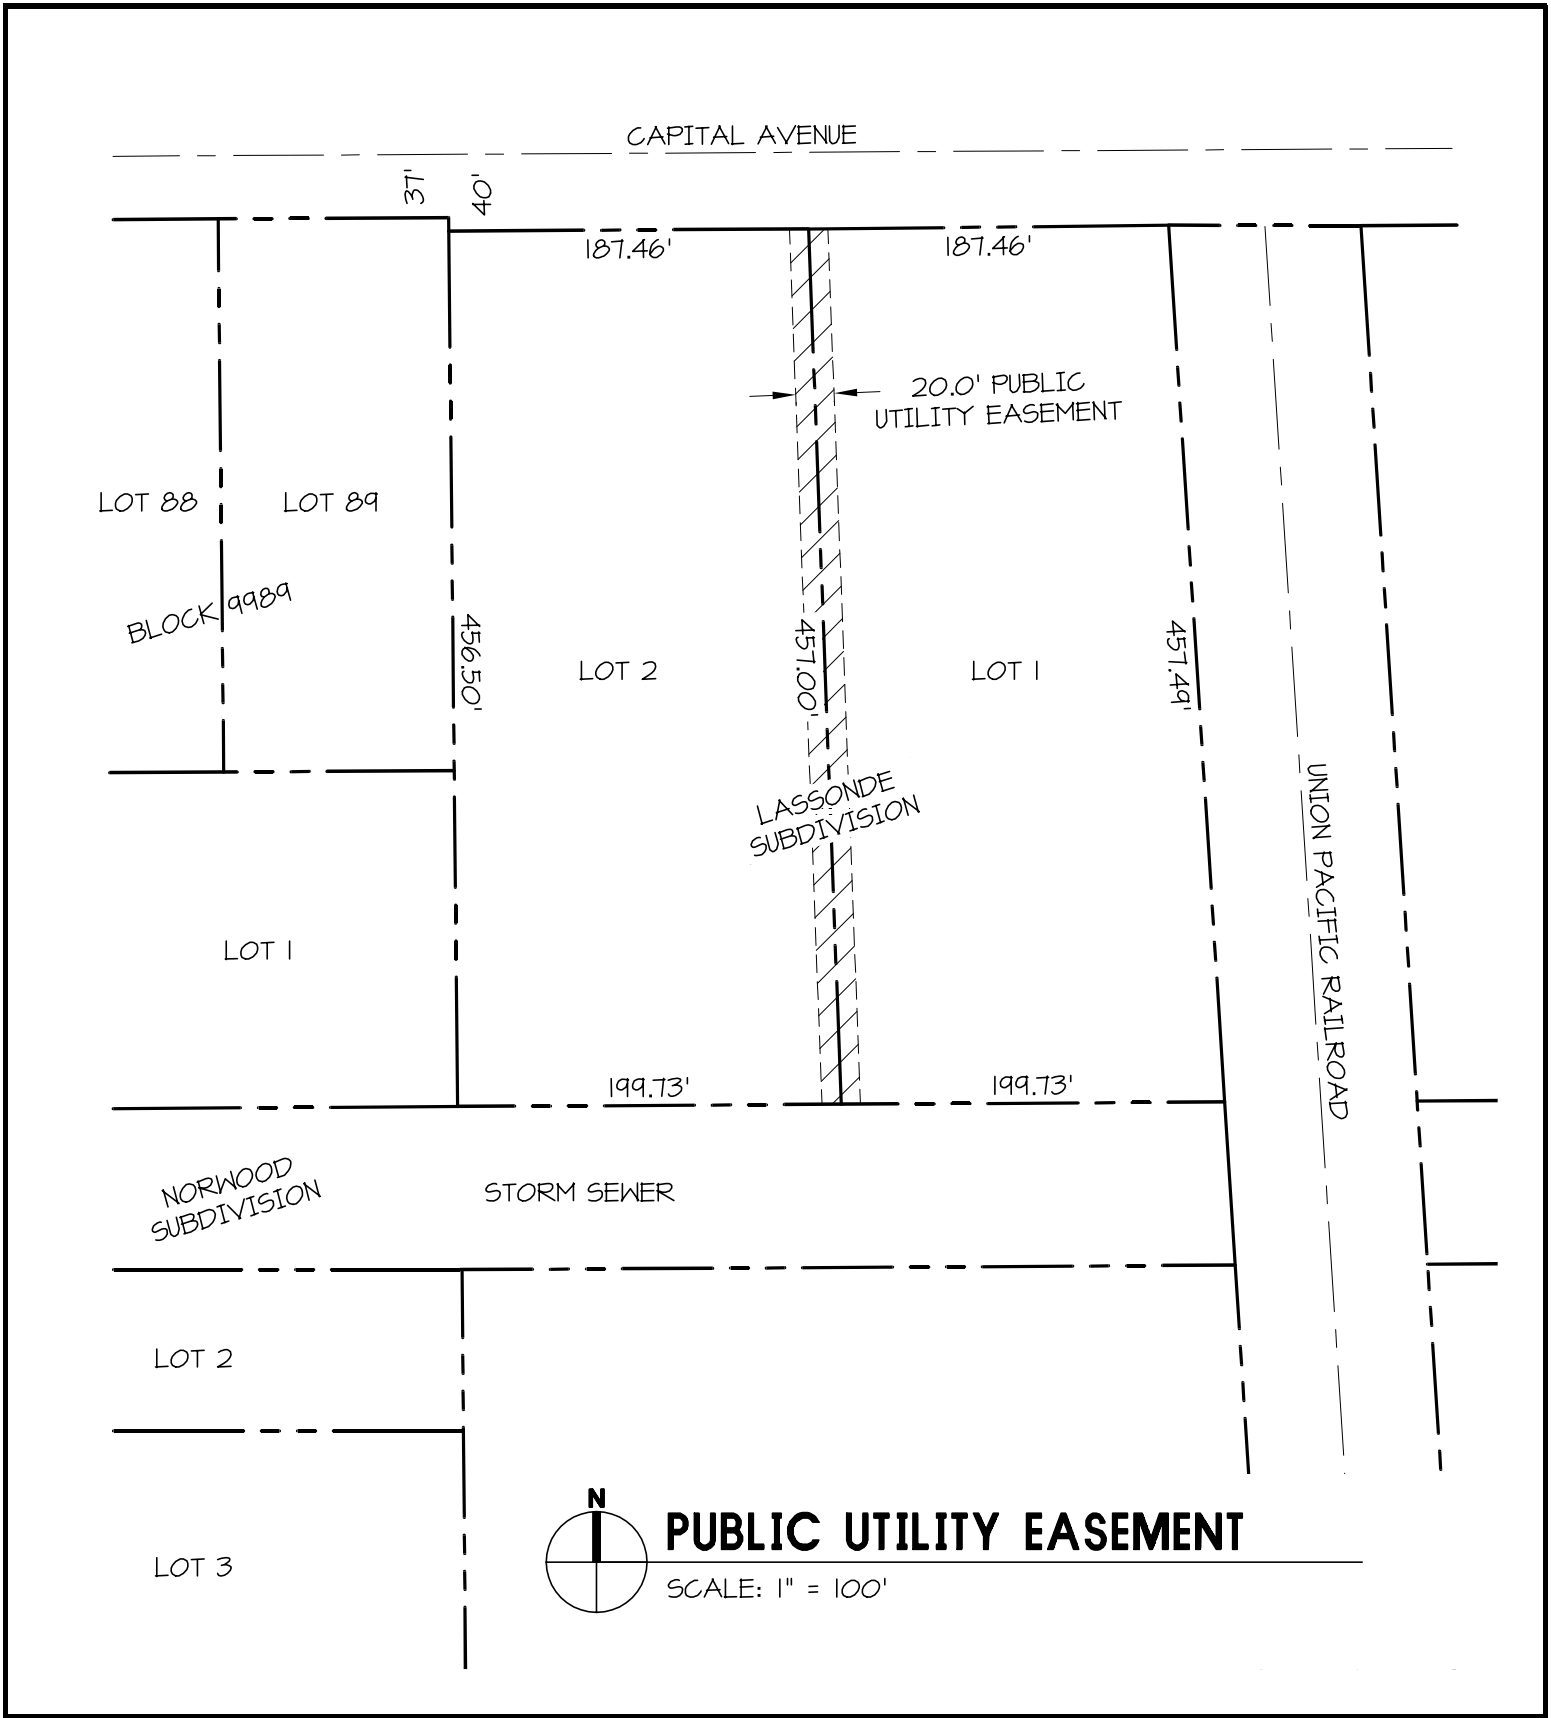 CAPITAL AVENUE
37'
40'
187.46'
187.46'
20.0' PUBLIC
UTILITY EASEMENT
LOT 88
LOT 89
BLOCK 9989
456.50'
LOT 2
457.00'
LOT 1
457.49'
LASSONDE
SUBDIVISION
UNION PACIFIC RAILROAD
LOT 1
199.73'
199.73'
NORWOOD
SUBDIVISION
STORM SEWER
LOT 2
LOT 3
N
PUBLIC UTILITY EASEMENT
SCALE: 1" = 100'